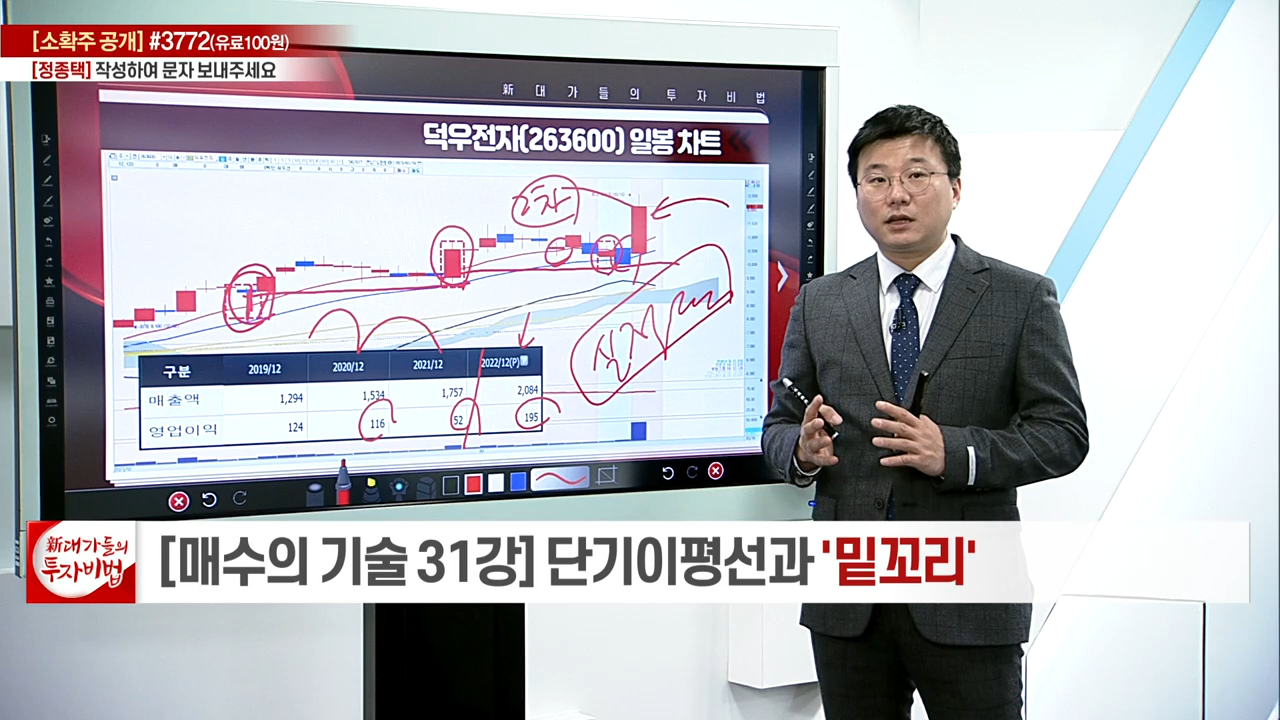 [소확주 공개] #3772(유료100원)
[정종택] 작성하여 문자 보내주세요
新 대가들의 투자비법
덕우전자(263600) 일봉 차트
2차
실적
구분 2019/12 2020/12 2021/12 2022/12(P)
매출액 1,294 1,534 1,757 2,084
영업이익 124 116 52 195
新대가들의
투자비법
[매수의 기술 31강] 단기이평선과 '밑꼬리'